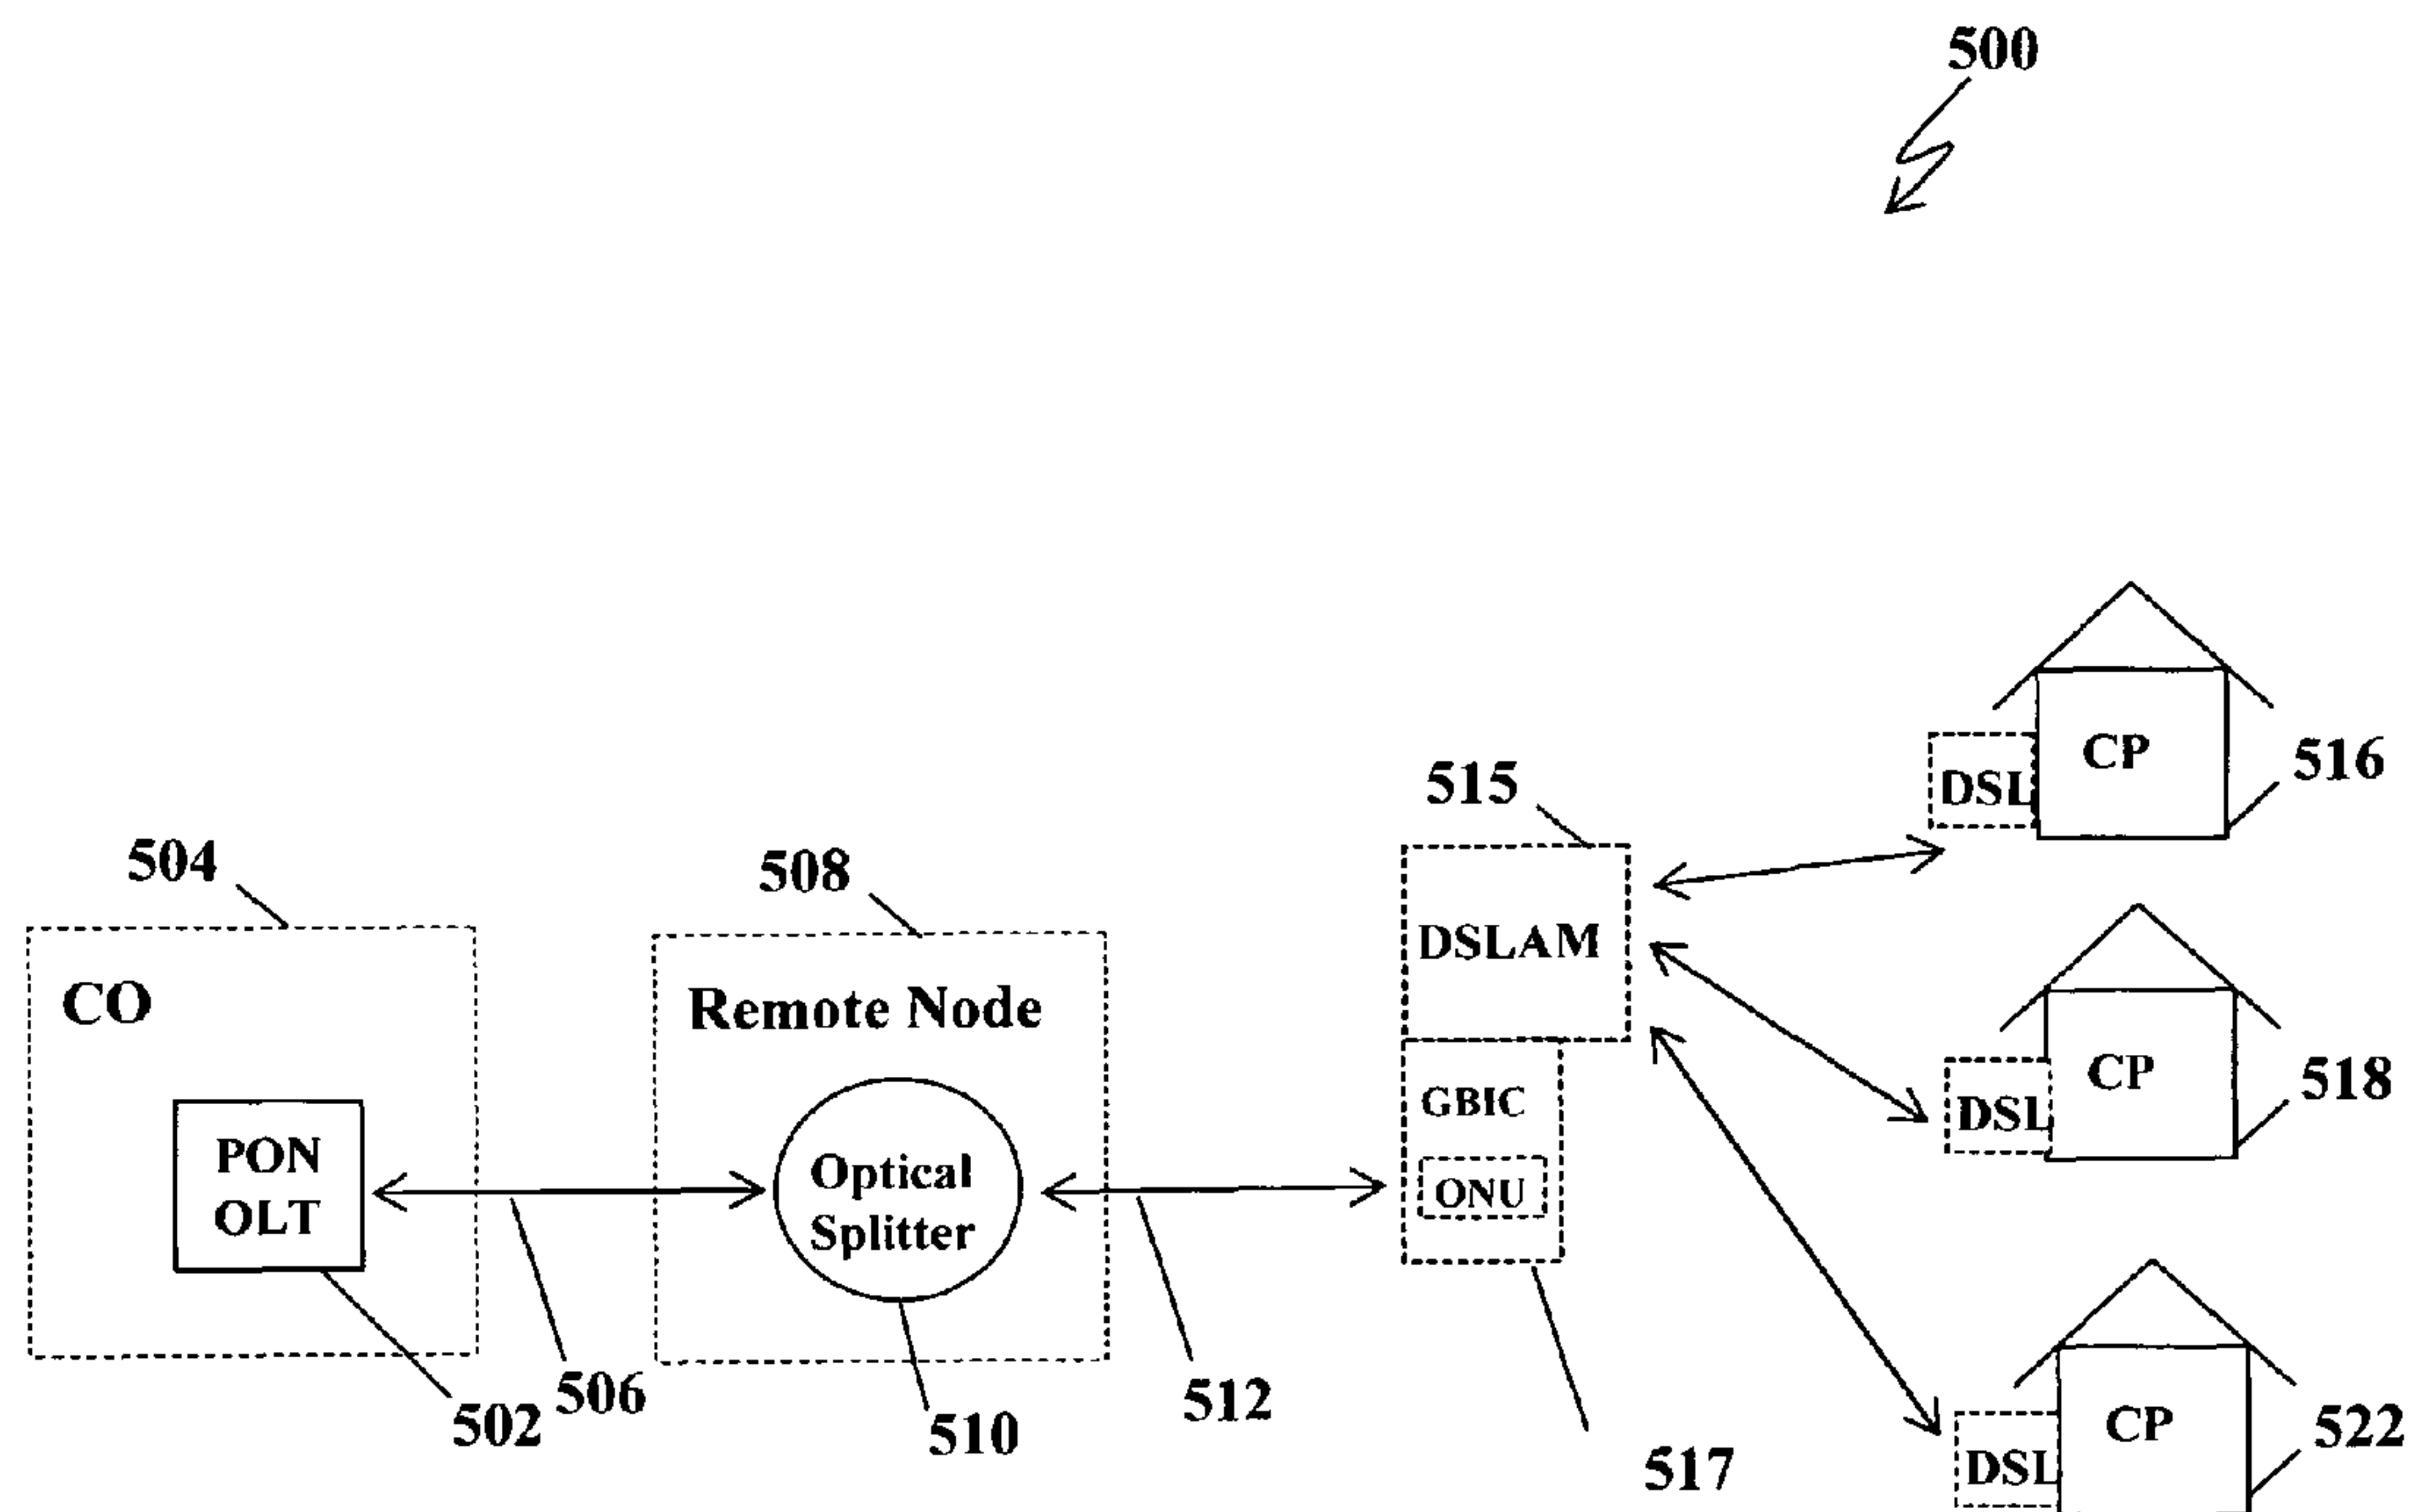 500
516
CP
DSL
515
504
508
DSLAM
CO
Remote Node
518
CP
DSL
GBIC
ONU
PON
OLT
Optical
Splitter
506
502
510
512
517
522
CP
DSL